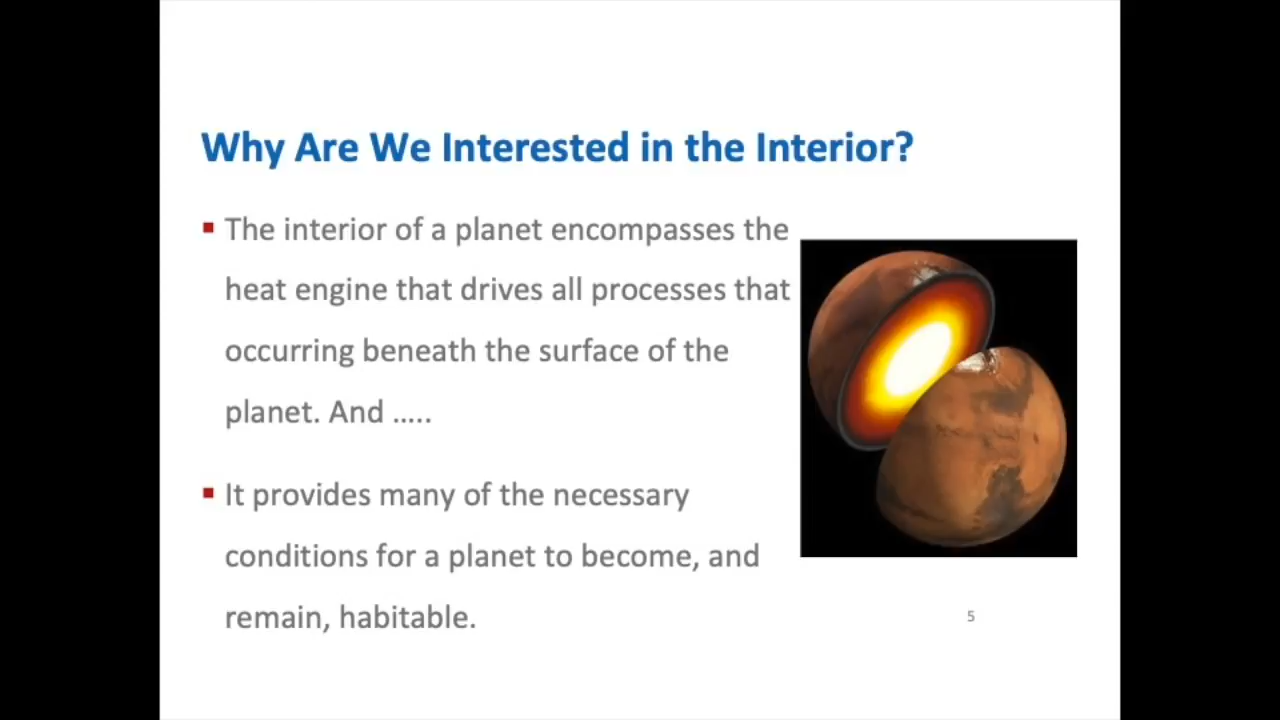 Why Are We Interested in the Interior?
▪ The interior of a planet encompasses the
heat engine that drives all processes that
occurring beneath the surface of the
planet. And …..
▪ It provides many of the necessary
conditions for a planet to become, and
remain, habitable.
5